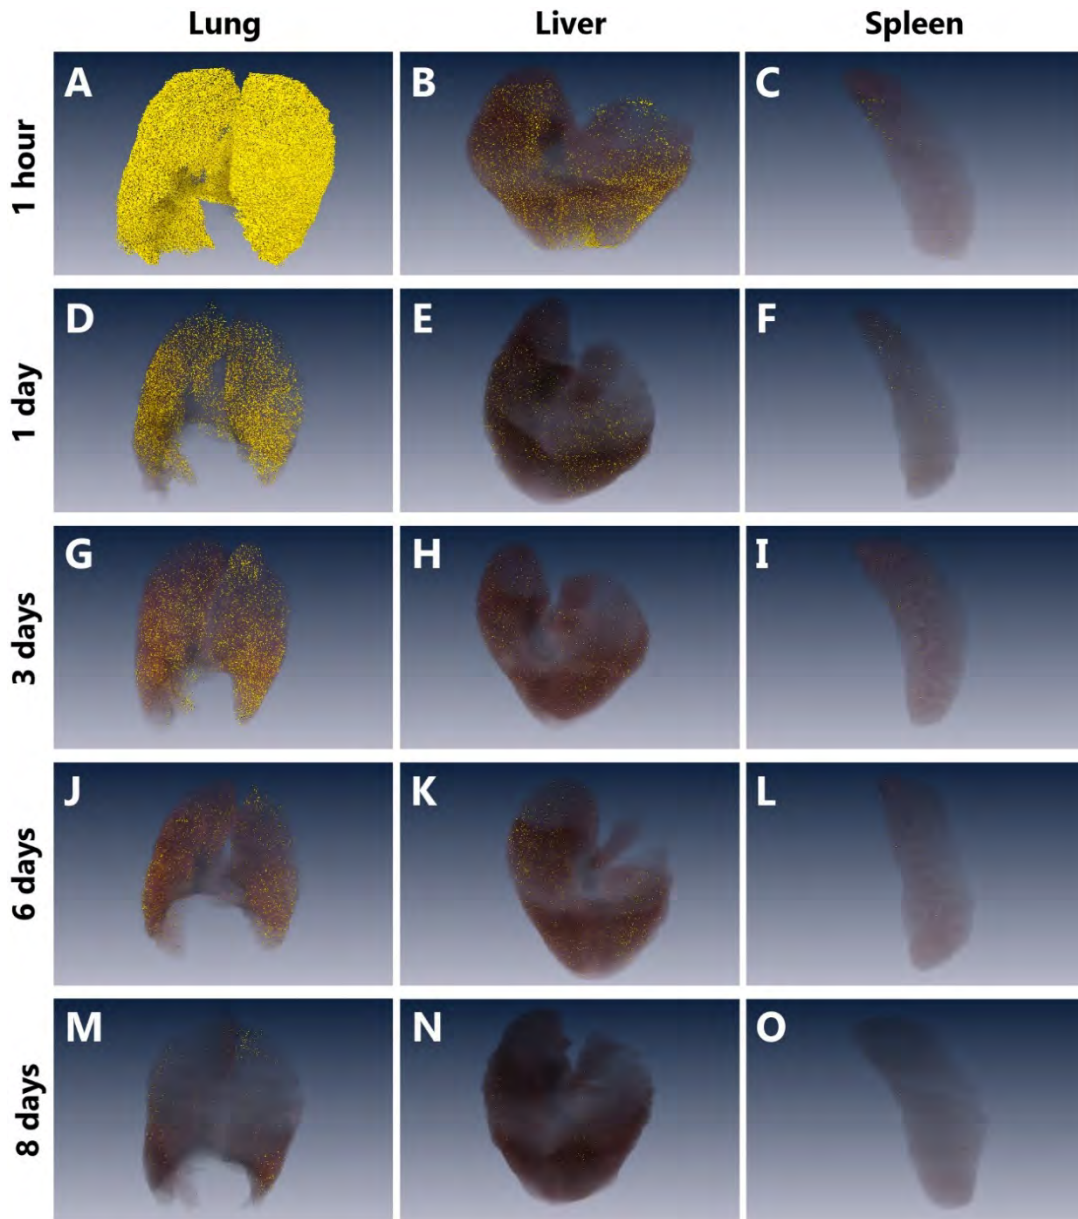 Lung Liver Spleen
1 hour
A B C
1 day
D E F
3 days
G H I
6 days
J K L
8 days
M N O